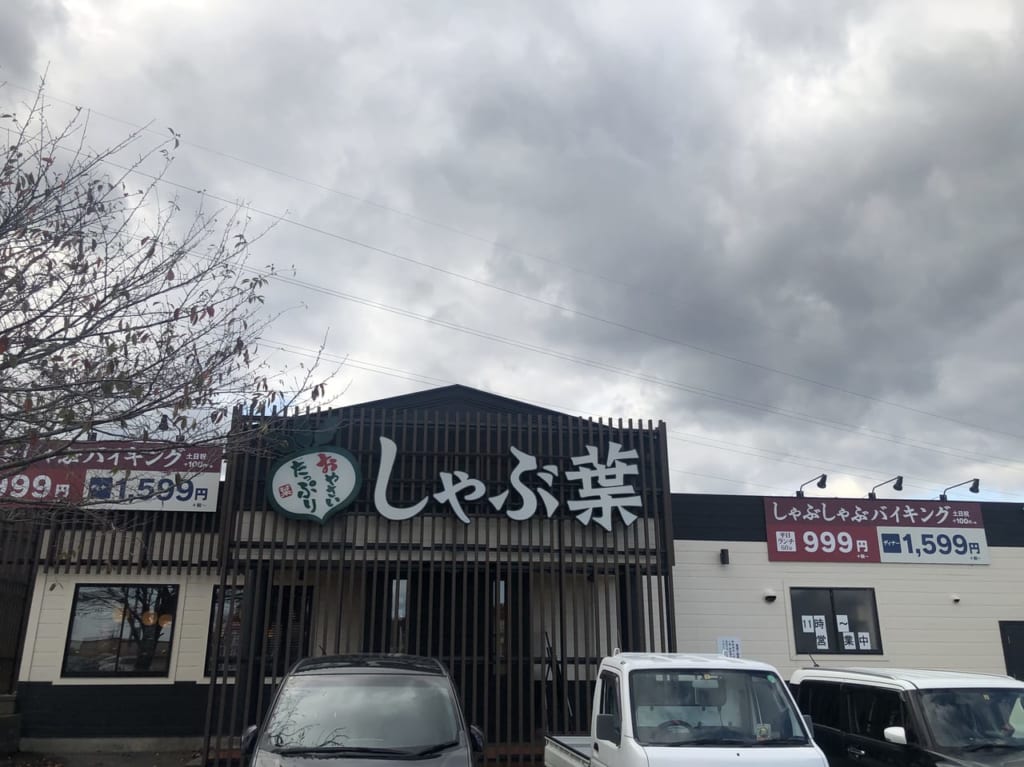 しゃぶバイキング 土日祝
+100円
999円 1,599円
おやさい
たっぷり
しゃぶ葉
しゃぶしゃぶバイキング 土日祝
+100円
平日
ランチ
60分
999円 ディナー 1,599円
11時~
営業中